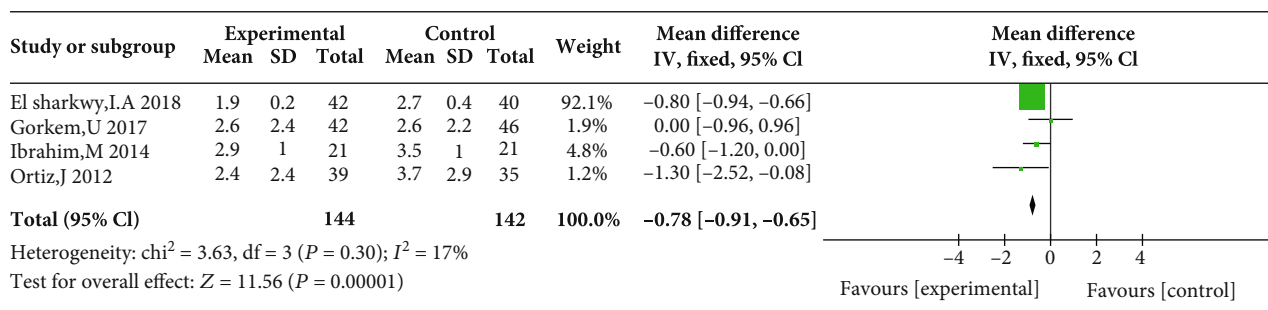 Study or subgroup Experimental Control Weight Mean difference Mean difference
Mean SD Total Mean SD Total IV, fixed, 95% Cl IV, fixed, 95% Cl
El sharkwy,I.A 2018 1.9 0.2 42 2.7 0.4 40 92.1% –0.80 [–0.94, –0.66]
Gorkem,U 2017 2.6 2.4 42 2.6 2.2 46 1.9% 0.00 [–0.96, 0.96]
Ibrahim,M 2014 2.9 1 21 3.5 1 21 4.8% –0.60 [–1.20, 0.00]
Ortiz,J 2012 2.4 2.4 39 3.7 2.9 35 1.2% –1.30 [–2.52, –0.08]
Total (95% Cl) 144 142 100.0% –0.78 [–0.91, –0.65]
Heterogeneity: chi² = 3.63, df = 3 (P = 0.30); I² = 17%
Test for overall effect: Z = 11.56 (P = 0.00001)
–4 –2 0 2 4
Favours [experimental] Favours [control]